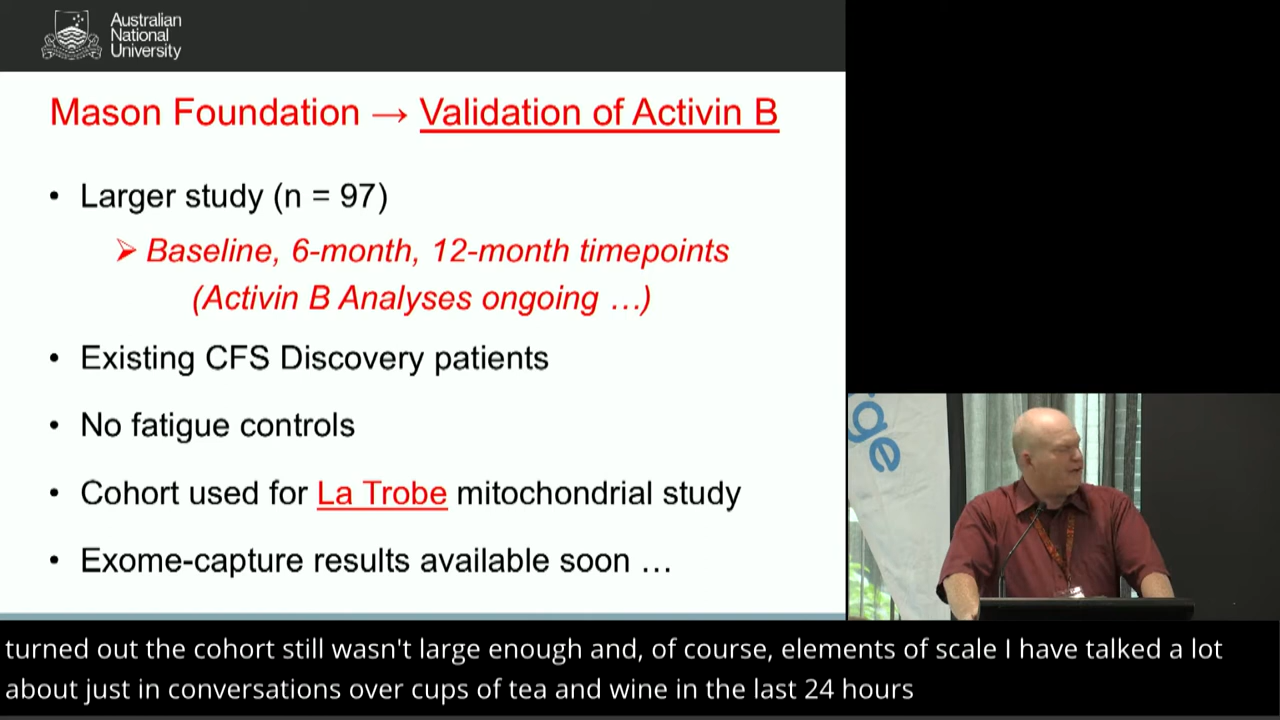 Australian
National
University
Mason Foundation → Validation of Activin B
• Larger study (n = 97)
➢ Baseline, 6-month, 12-month timepoints
(Activin B Analyses ongoing …)
• Existing CFS Discovery patients
• No fatigue controls
• Cohort used for La Trobe mitochondrial study
• Exome-capture results available soon …
rge
turned out the cohort still wasn't large enough and, of course, elements of scale I have talked a lot
about just in conversations over cups of tea and wine in the last 24 hours